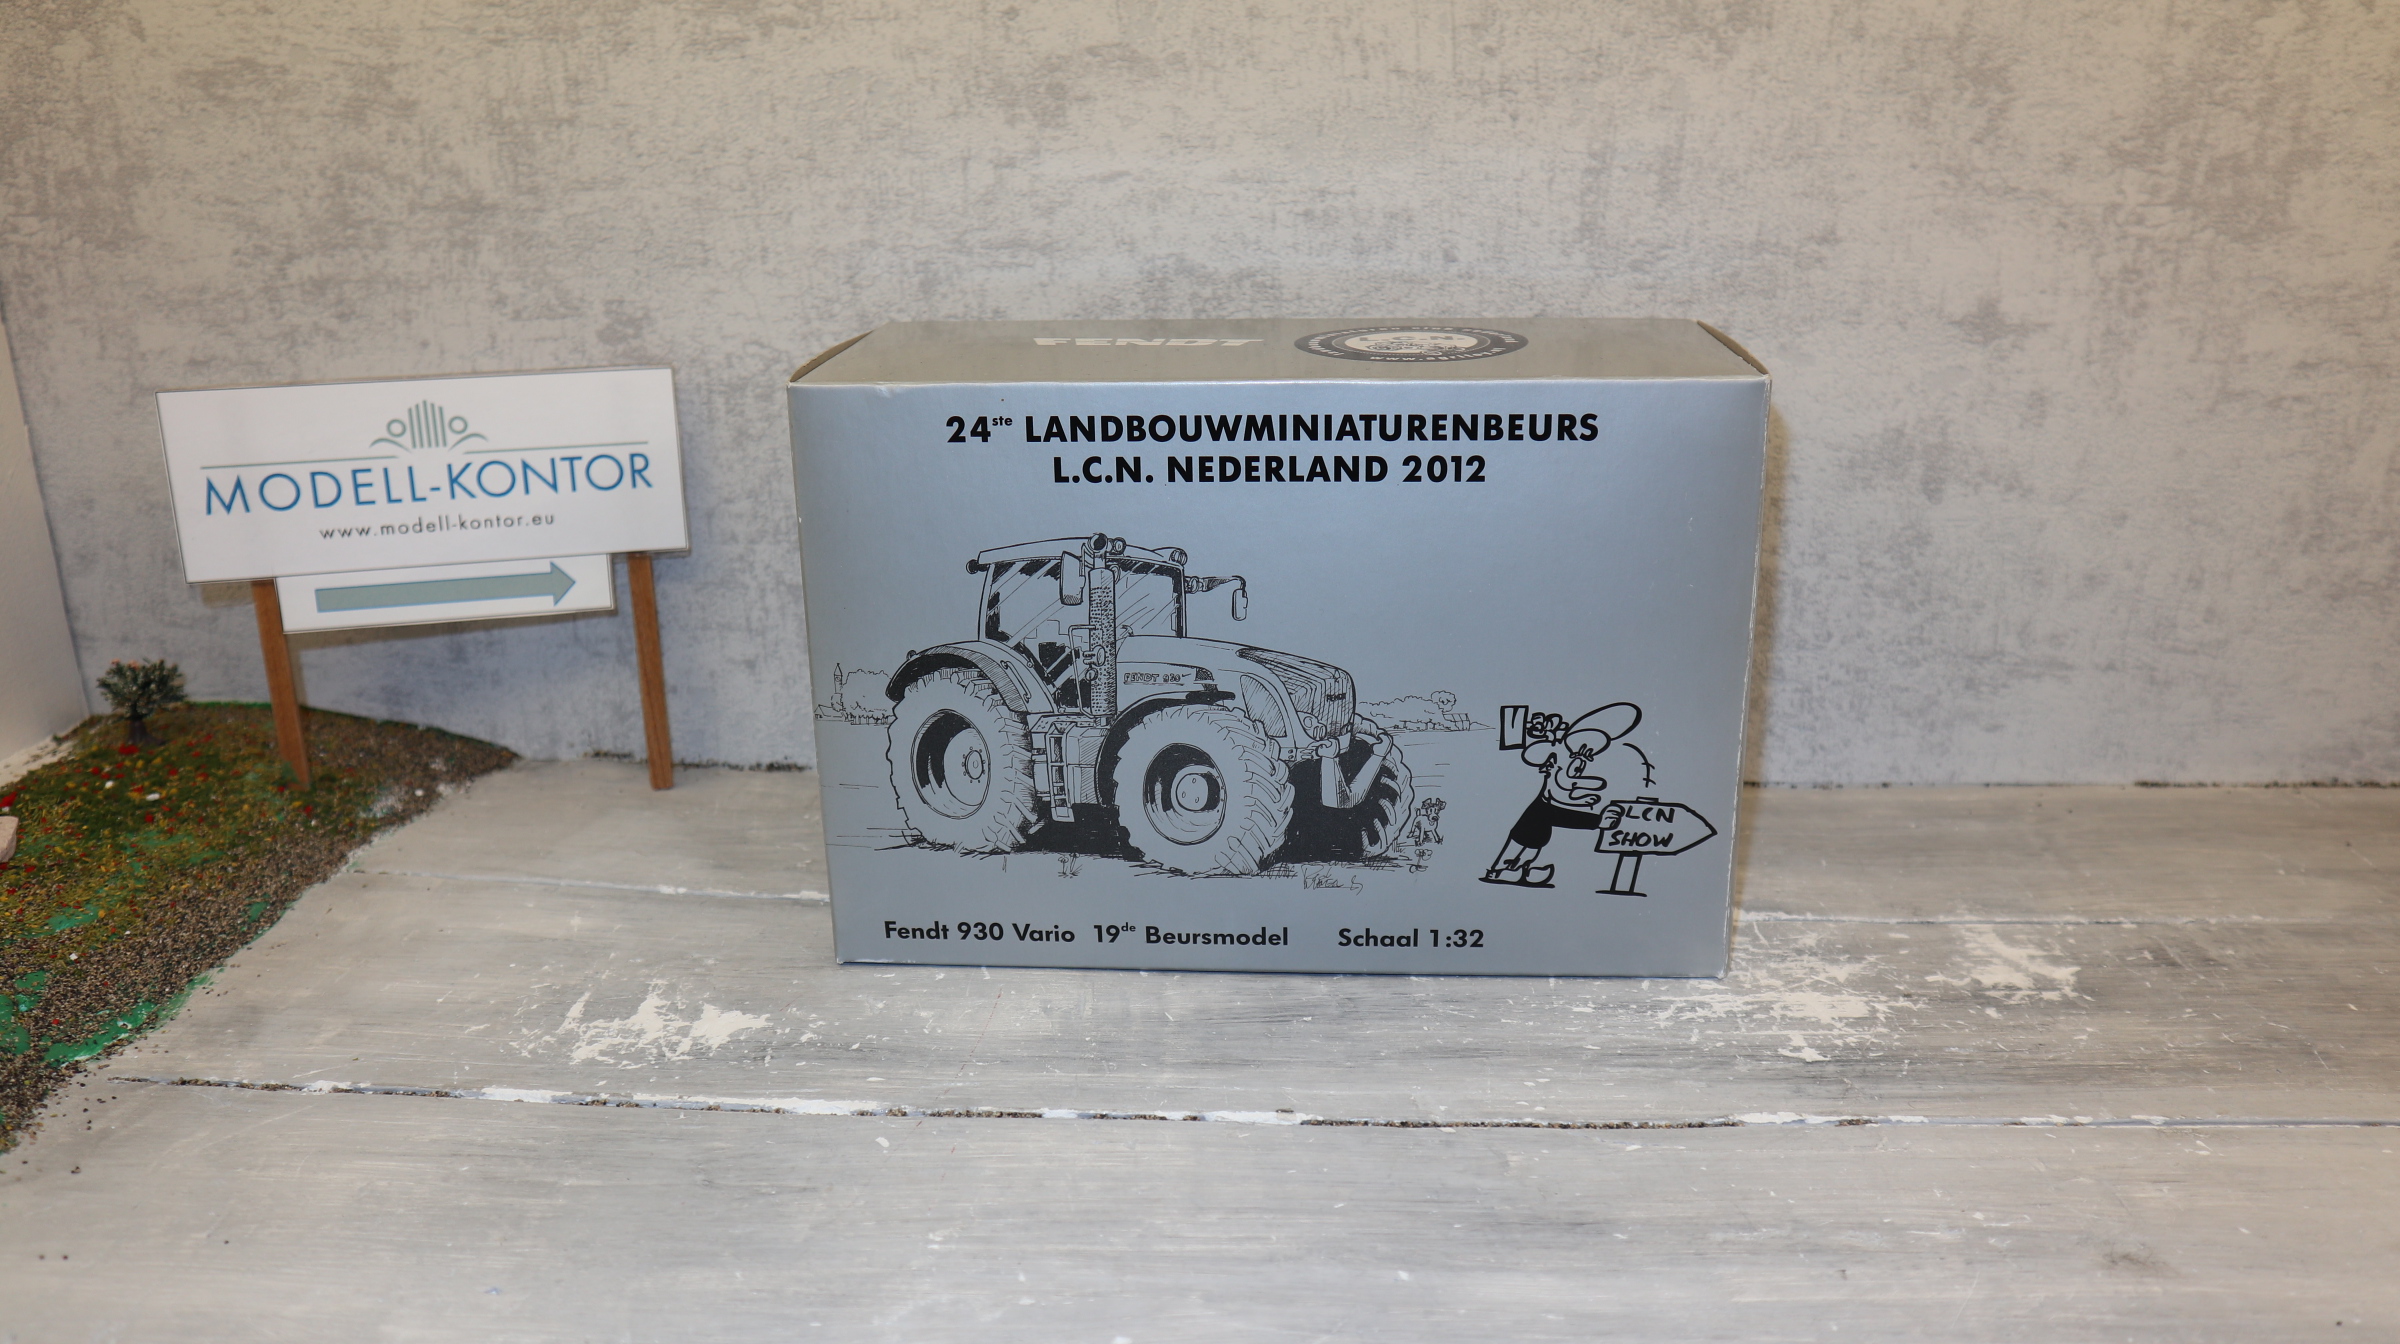 MODELL-KONTOR
www.modell-kontor.eu
FENDT
L.C.N.
24ste LANDBOUWMINIATURENBEURS
L.C.N. NEDERLAND 2012
FENDT 930
FENDT
LCN
SHOW
Fendt 930 Vario 19de Beursmodel Schaal 1:32